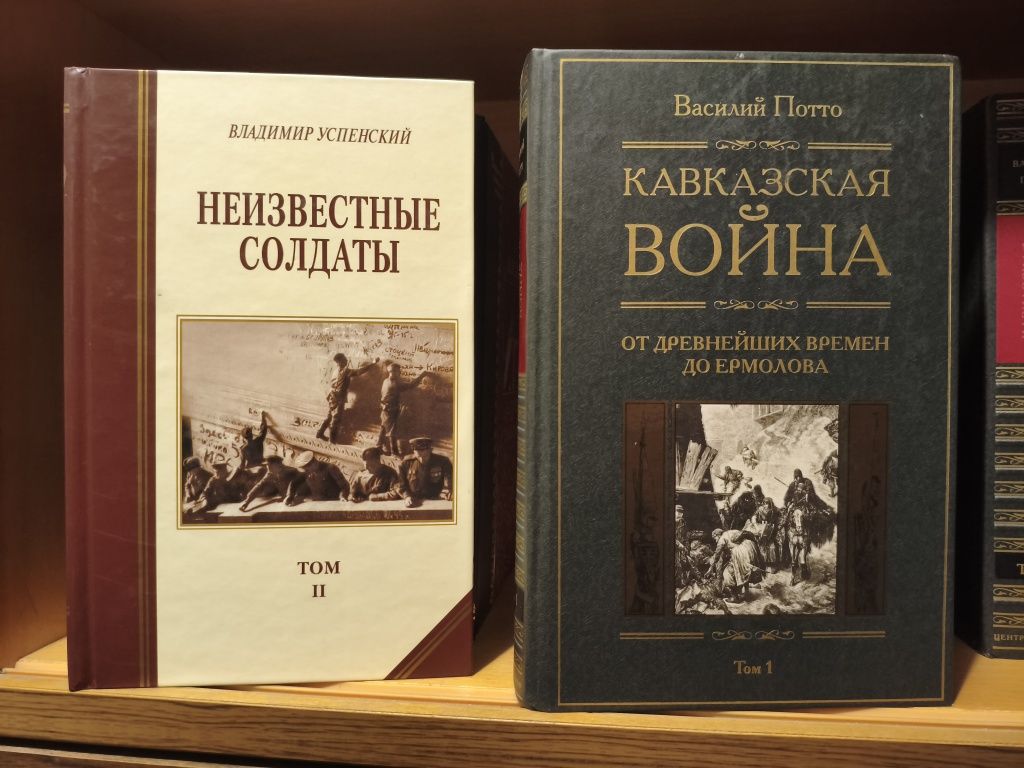 ВЛАДИМИР УСПЕНСКИЙ
НЕИЗВЕСТНЫЕ
СОЛДАТЫ
ТОМ
II
Василий Потто
КАВКАЗСКАЯ
ВОЙНА
ОТ ДРЕВНЕЙШИХ ВРЕМЕН
ДО ЕРМОЛОВА
Том 1